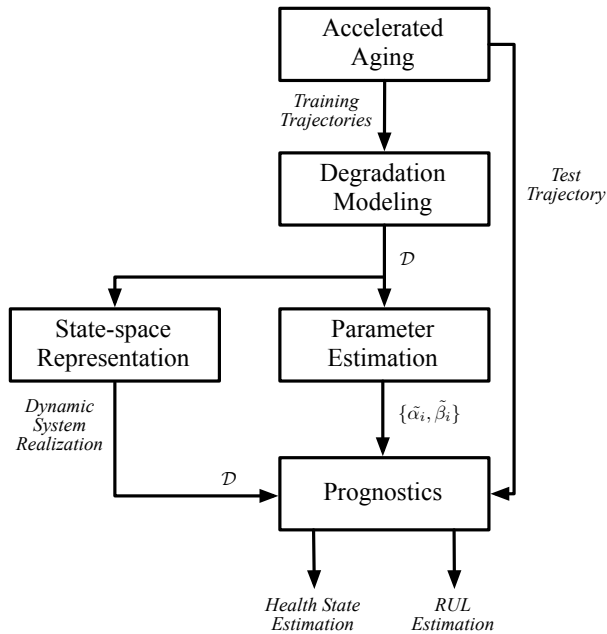 Accelerated
Aging
Training
Trajectories
Test
Trajectory
Degradation
Modeling
𝒟
State-space
Representation
Parameter
Estimation
Dynamic
System
Realization
{α̃ᵢ, β̃ᵢ}
𝒟
Prognostics
Health State
Estimation
RUL
Estimation